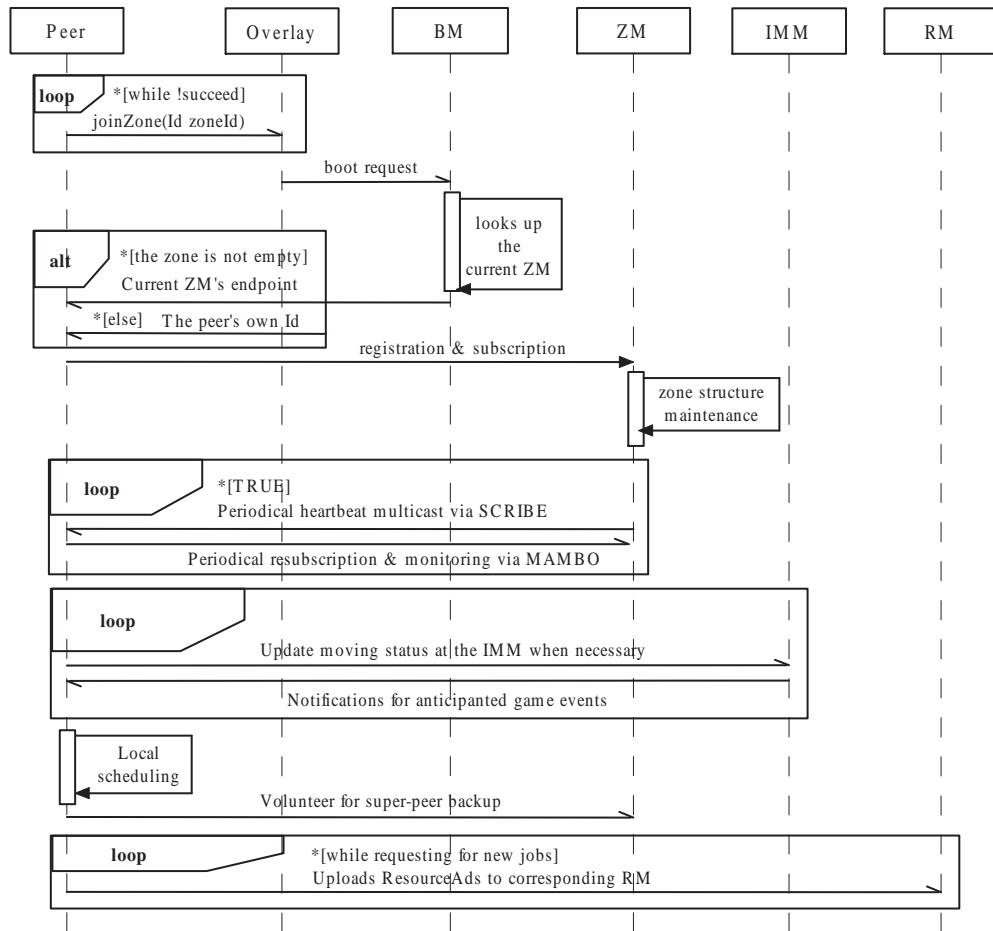 Peer
Overlay
BM
ZM
IMM
RM
loop
*[while !succeed]
joinZone(Id zoneId)
boot request
looks up
the
current ZM
alt
*[the zone is not empty]
Current ZM's endpoint
*[else] The peer's own Id
registration & subscription
zone structure
maintenance
loop
*[TRUE]
Periodical heartbeat multicast via SCRIBE
Periodical resubscription & monitoring via MAMBO
loop
Update moving status at the IMM when necessary
Notifications for anticipanted game events
Local
scheduling
Volunteer for super-peer backup
loop
*[while requesting for new jobs]
Uploads ResourceAds to corresponding RM